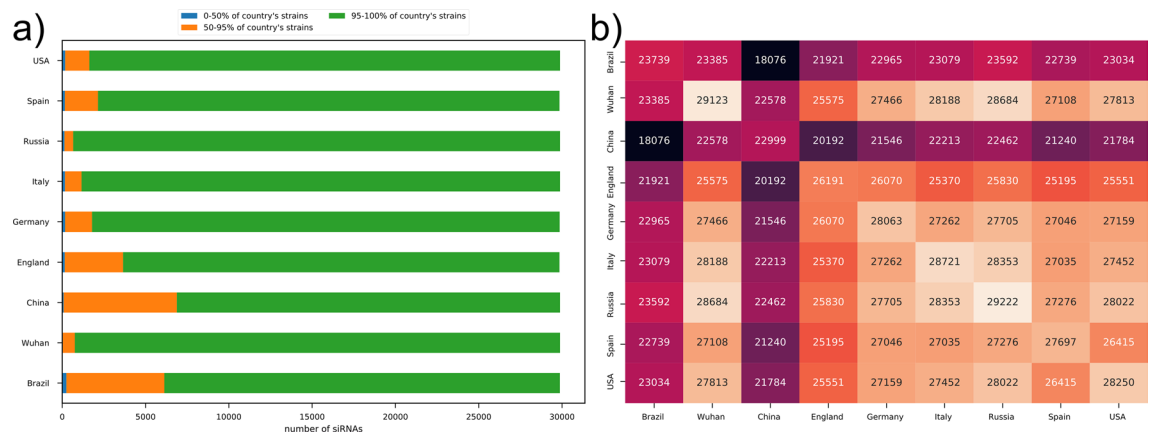 a)
0-50% of country's strains
95-100% of country's strains
50-95% of country's strains
USA
Spain
Russia
Italy
Germany
England
China
Wuhan
Brazil
0 5000 10000 15000 20000 25000 30000
number of siRNAs
b)
Brazil 23739 23385 18076 21921 22965 23079 23592 22739 23034
Wuhan 23385 29123 22578 25575 27466 28188 28684 27108 27813
China 18076 22578 22999 20192 21546 22213 22462 21240 21784
England 21921 25575 20192 26191 26070 25370 25830 25195 25551
Germany 22965 27466 21546 26070 28063 27262 27705 27046 27159
Italy 23079 28188 22213 25370 27262 28721 28353 27035 27452
Russia 23592 28684 22462 25830 27705 28353 29222 27276 28022
Spain 22739 27108 21240 25195 27046 27035 27276 27697 26415
USA 23034 27813 21784 25551 27159 27452 28022 26415 28250
Brazil Wuhan China England Germany Italy Russia Spain USA